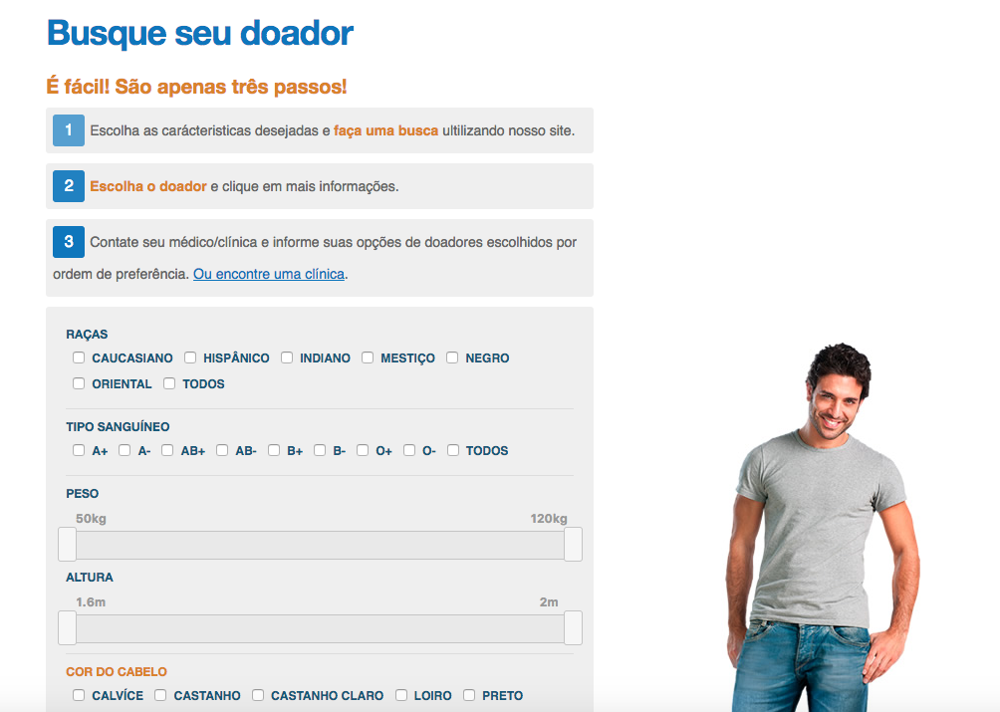 Busque seu doador
É fácil! São apenas três passos!
1 Escolha as carácteristicas desejadas e faça uma busca ultilizando nosso site.
2 Escolha o doador e clique em mais informações.
3 Contate seu médico/clínica e informe suas opções de doadores escolhidos por
ordem de preferência. Ou encontre uma clínica.
RAÇAS
CAUCASIANO HISPÂNICO INDIANO MESTIÇO NEGRO
ORIENTAL TODOS
TIPO SANGUÍNEO
A+ A- AB+ AB- B+ B- O+ O- TODOS
PESO
50kg 120kg
ALTURA
1.6m 2m
COR DO CABELO
CALVÍCE CASTANHO CASTANHO CLARO LOIRO PRETO